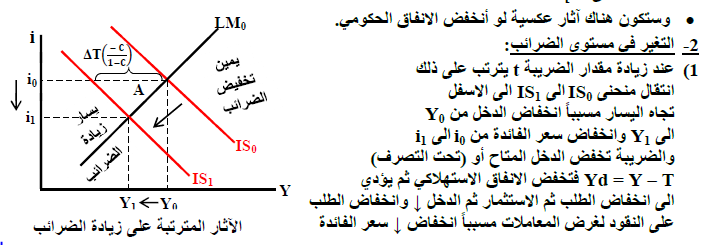 • وستكون هناك آثار عكسية لو أنخفض الانفاق الحكومي.
2- التغير في مستوى الضرائب:
1) عند زيادة مقدار الضريبة t يترتب على ذلك
انتقال منحنى IS0 الى IS1 الى الاسفل
تجاه اليسار مسبباً انخفاض الدخل من Y0
الى Y1 وانخفاض سعر الفائدة من i0 الى i1
والضريبة تخفض الدخل المتاح أو (تحت التصرف)
Yd = Y – T فتخفض الانفاق الاستهلاكي ثم يؤدي
الى انخفاض الطلب ثم الاستثمار ثم الدخل ↓ وانخفاض الطلب
على النقود لغرض المعاملات مسبباً انخفاض ↓ سعر الفائدة
LM0
i
ΔT(−C/1−C)
يمين
تخفيض
الضرائب
i0
A
i1
يسار
زيادة
الضرائب
IS0
IS1
Y
Y1 ← Y0
الآثار المترتبة على زيادة الضرائب